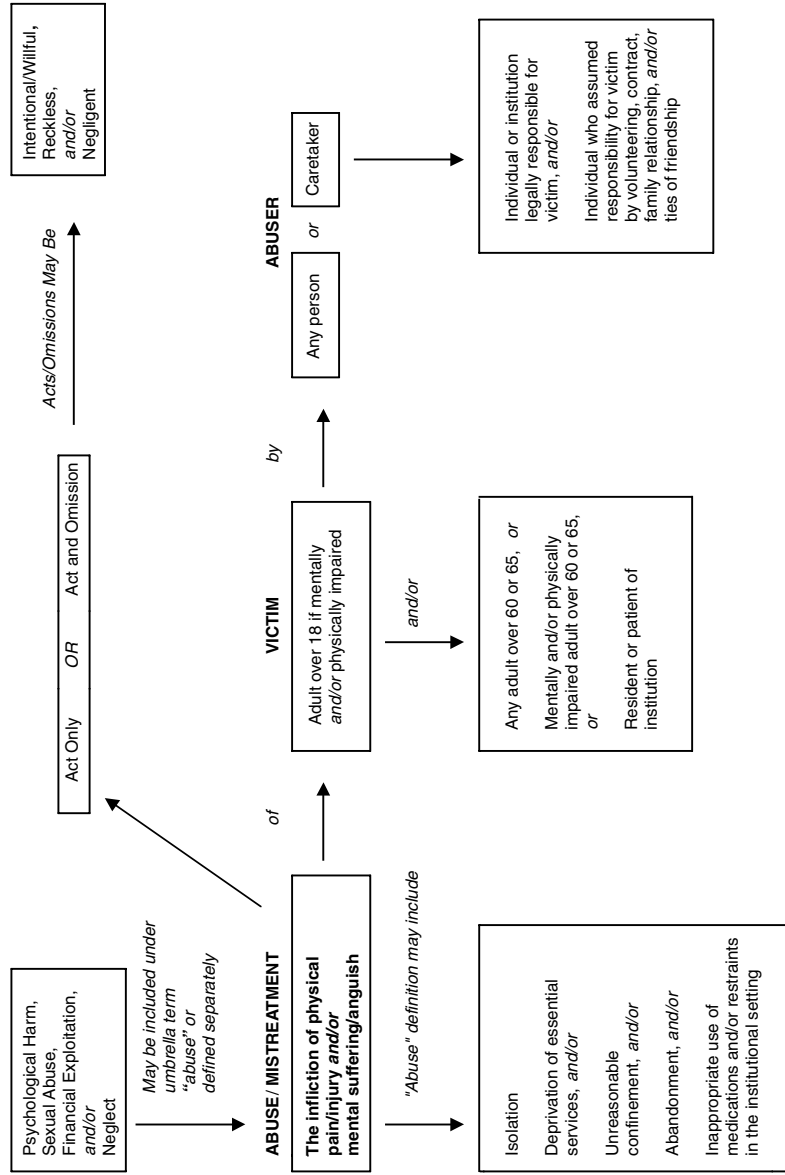 Psychological Harm,
Sexual Abuse,
Financial Exploitation,
and/or
Neglect
May be included under
umbrella term
“abuse” or
defined separately
Act Only
OR
Act and Omission
Acts/Omissions May Be
Intentional/Willful,
Reckless,
and/or
Negligent
ABUSE/ MISTREATMENT
The infliction of physical
pain/injury and/or
mental suffering/anguish
of
VICTIM
Adult over 18 if mentally
and/or physically impaired
by
ABUSER
Any person
or
Caretaker
"Abuse" definition may include
Isolation
Deprivation of essential
services, and/or
Unreasonable
confinement, and/or
Abandonment, and/or
Inappropriate use of
medications and/or restraints
in the institutional setting
and/or
Any adult over 60 or 65, or
Mentally and/or physically
impaired adult over 60 or 65,
or
Resident or patient of
institution
Individual or institution
legally responsible for
victim, and/or
Individual who assumed
responsibility for victim
by volunteering, contract,
family relationship, and/or
ties of friendship